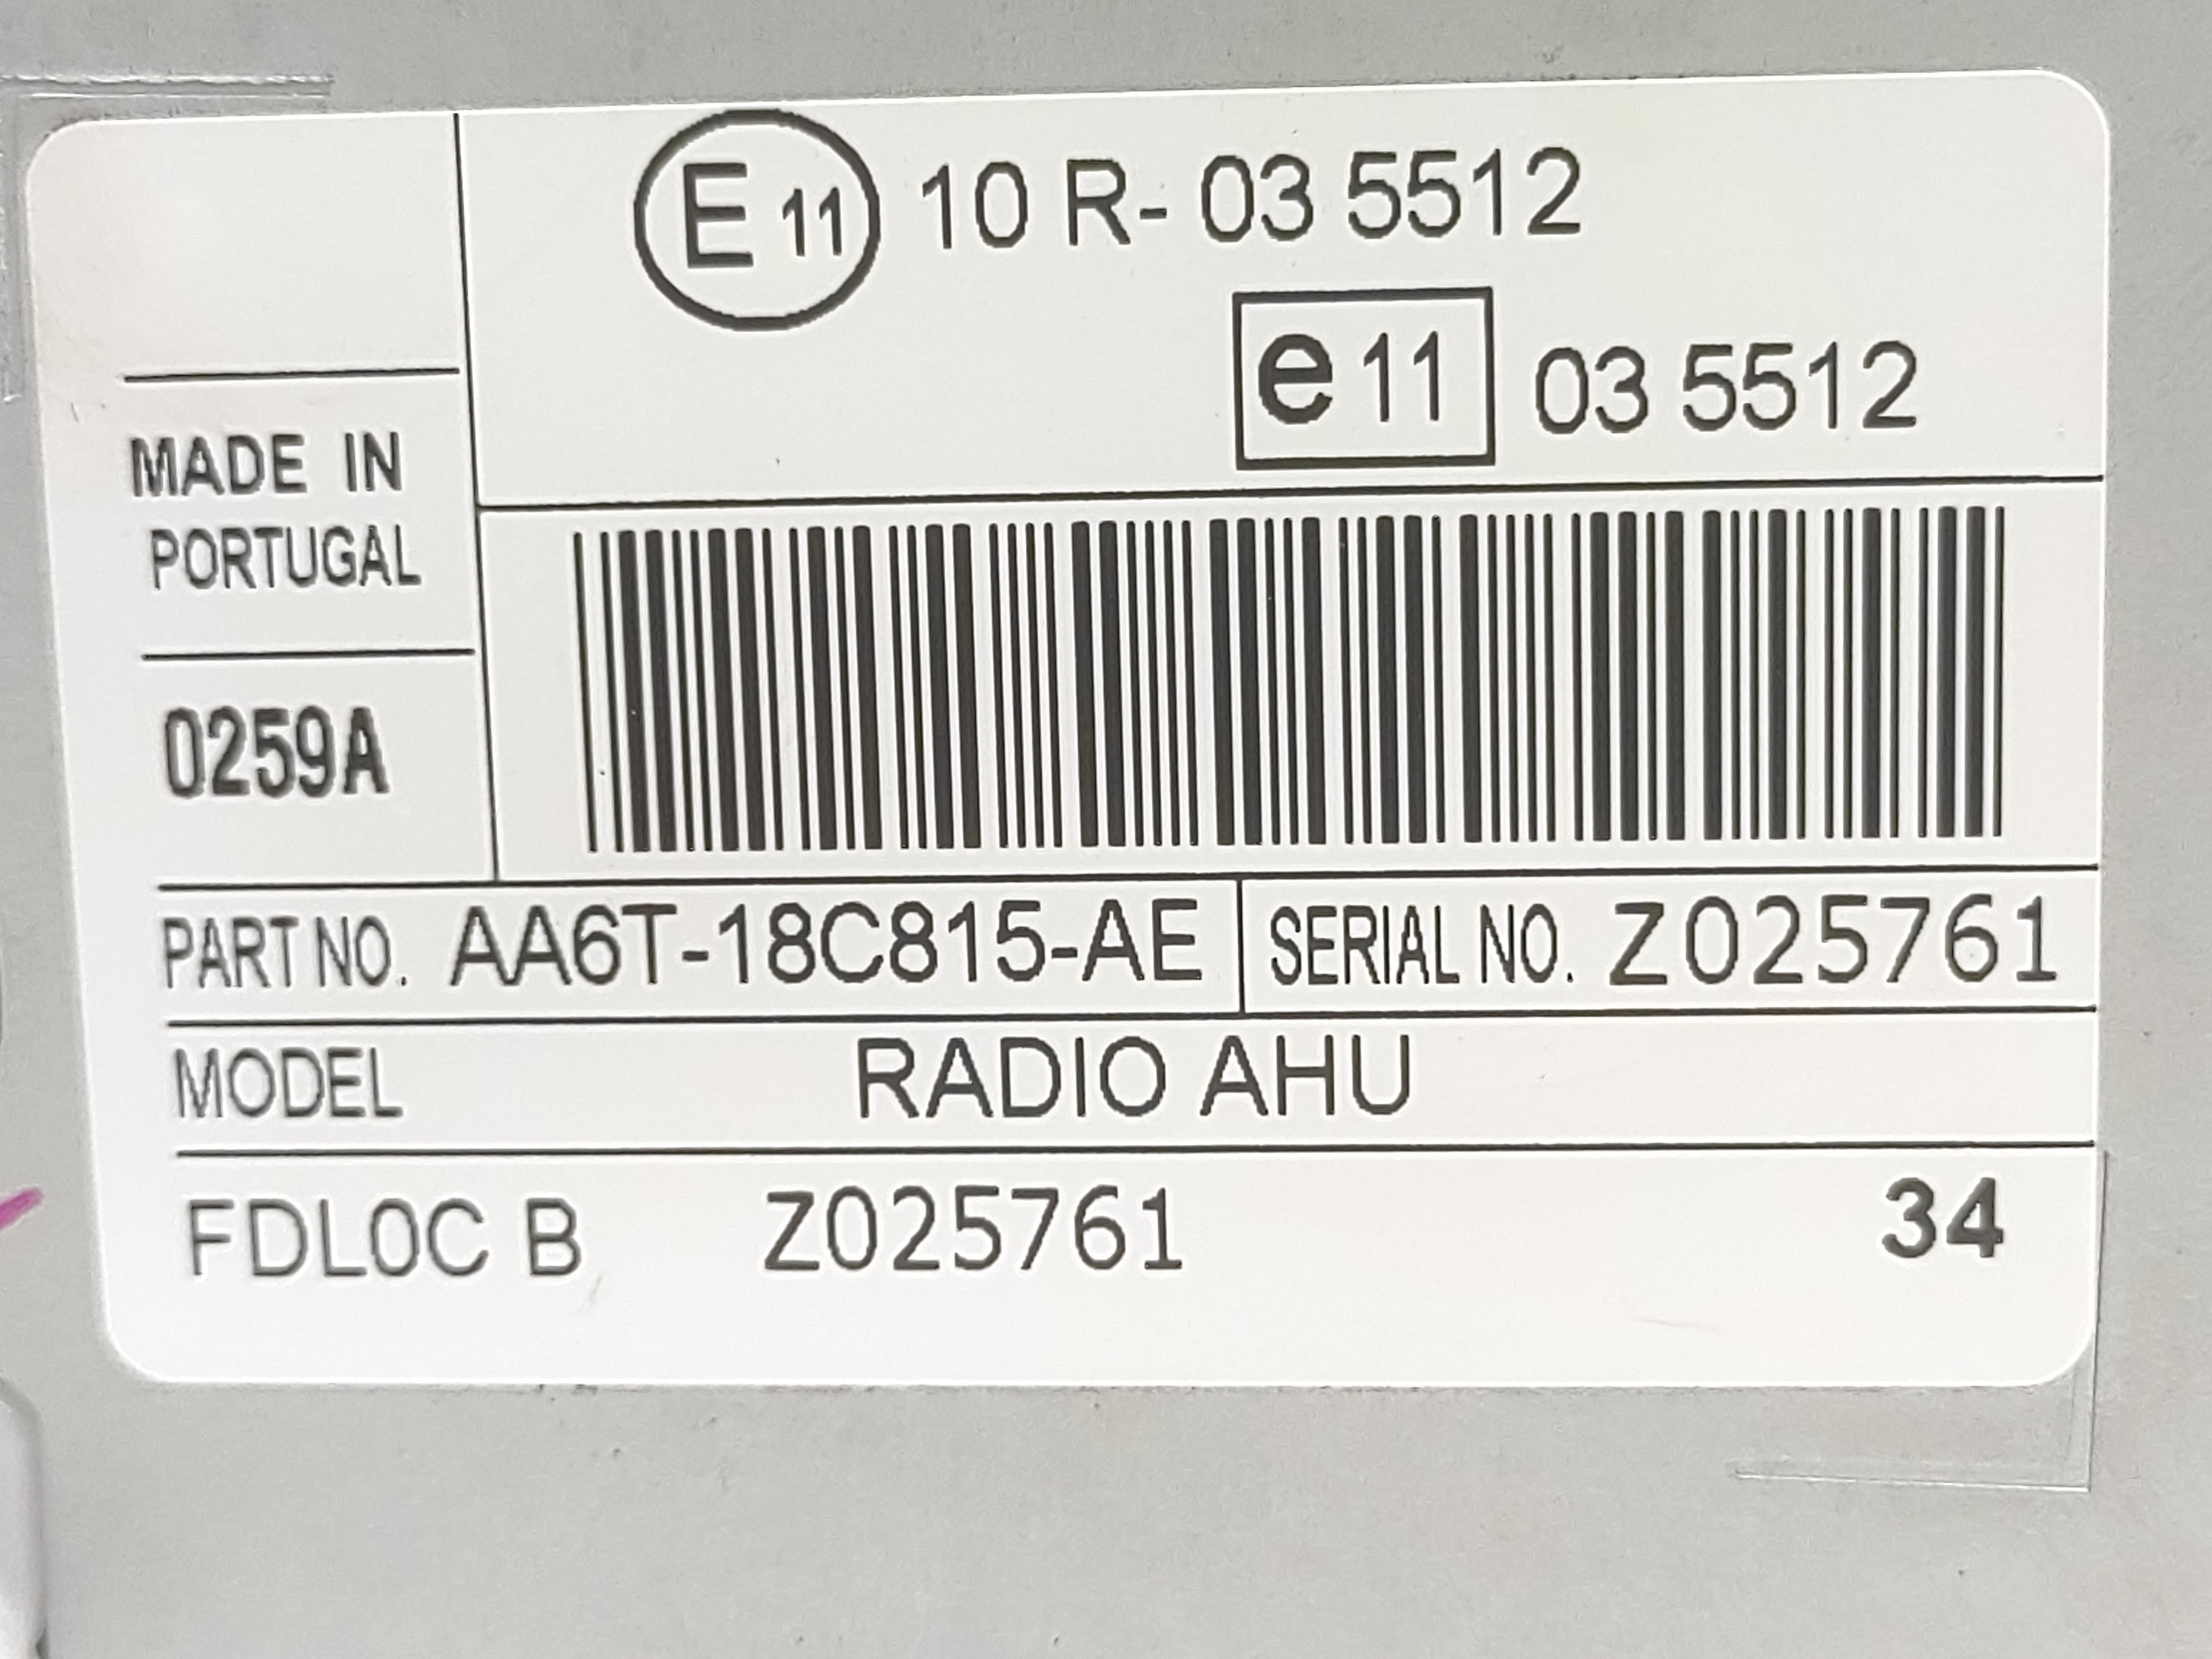 E 11 10 R- 03 5512
e 11 03 5512
MADE IN
PORTUGAL
0259A
PART NO. AA6T-18C815-AE SERIAL NO. Z025761
MODEL RADIO AHU
FDL0C B Z025761 34